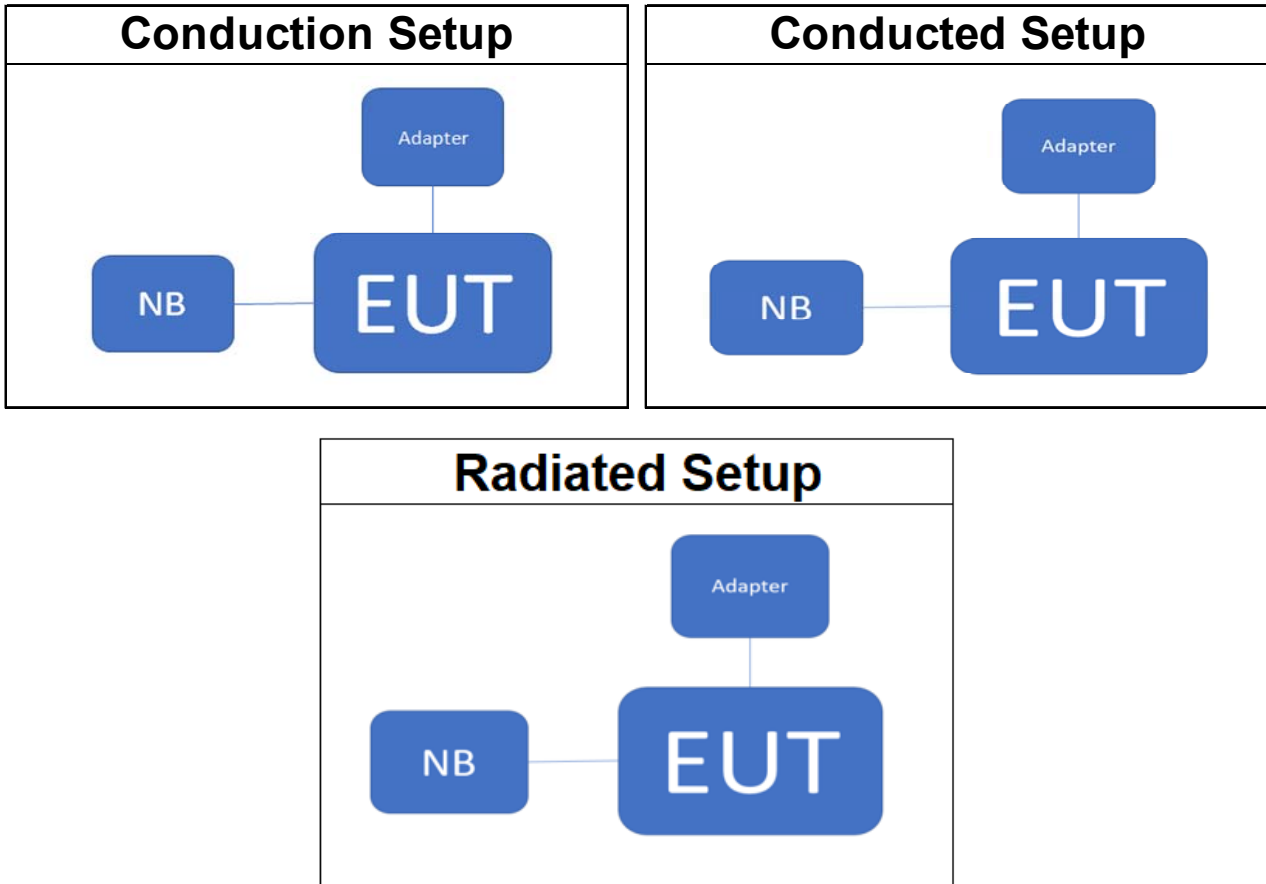 Conduction Setup
Adapter
NB
EUT
Conducted Setup
Adapter
NB
EUT
Radiated Setup
Adapter
NB
EUT